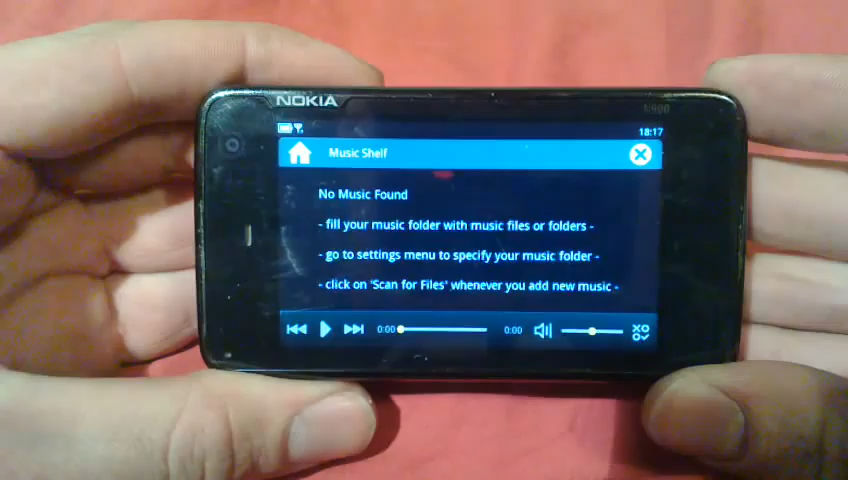 NOKIA
N900
18:17
Music Shelf
No Music Found
- fill your music folder with music files or folders -
- go to settings menu to specify your music folder -
- click on 'Scan for Files' whenever you add new music -
0:00 0:00